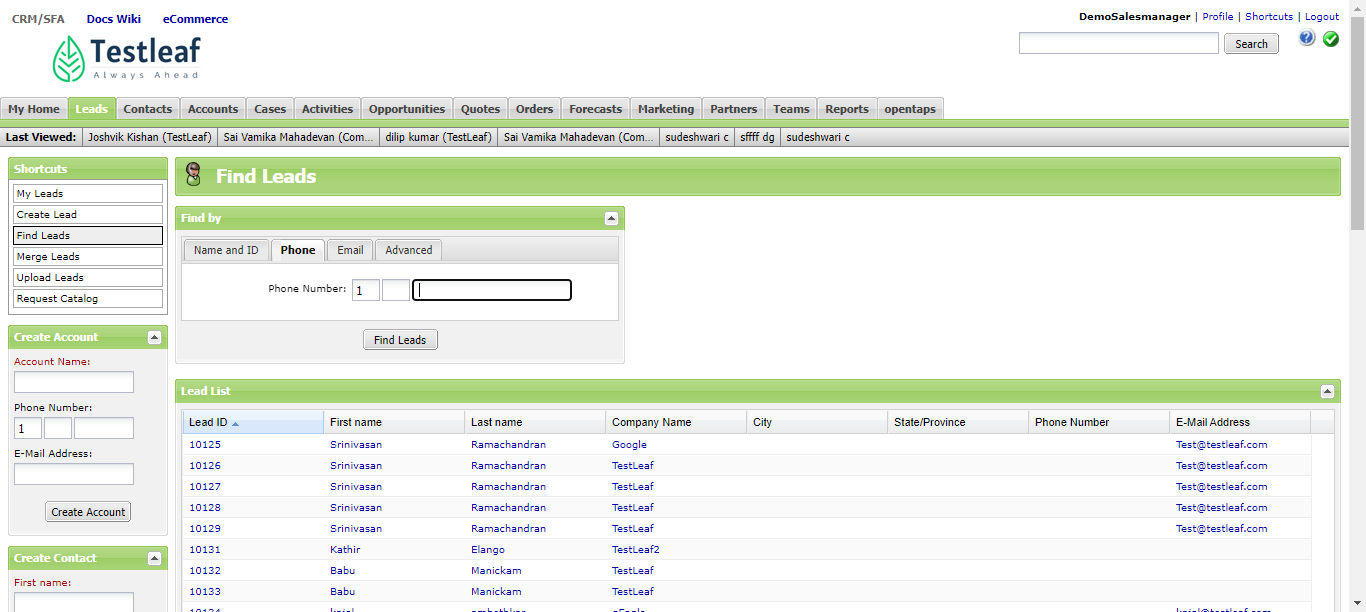 CRM/SFA Docs Wiki eCommerce
DemoSalesmanager | Profile | Shortcuts | Logout
Testleaf
Always Ahead
Search
My Home Leads Contacts Accounts Cases Activities Opportunities Quotes Orders Forecasts Marketing Partners Teams Reports opentaps
Last Viewed: Joshvik Kishan (TestLeaf) Sai Vamika Mahadevan (Com... dilip kumar (TestLeaf) Sai Vamika Mahadevan (Com... sudeshwari c sffff dg sudeshwari c
Shortcuts
My Leads
Create Lead
Find Leads
Merge Leads
Upload Leads
Request Catalog
Create Account
Account Name:
Phone Number:
1
E-Mail Address:
Create Account
Create Contact
First name:
Find Leads
Find by
Name and ID Phone Email Advanced
Phone Number: 1
Find Leads
Lead List
Lead ID First name Last name Company Name City State/Province Phone Number E-Mail Address
10125 Srinivasan Ramachandran Google Test@testleaf.com
10126 Srinivasan Ramachandran TestLeaf Test@testleaf.com
10127 Srinivasan Ramachandran TestLeaf Test@testleaf.com
10128 Srinivasan Ramachandran TestLeaf Test@testleaf.com
10129 Srinivasan Ramachandran TestLeaf Test@testleaf.com
10131 Kathir Elango TestLeaf2
10132 Babu Manickam TestLeaf
10133 Babu Manickam TestLeaf